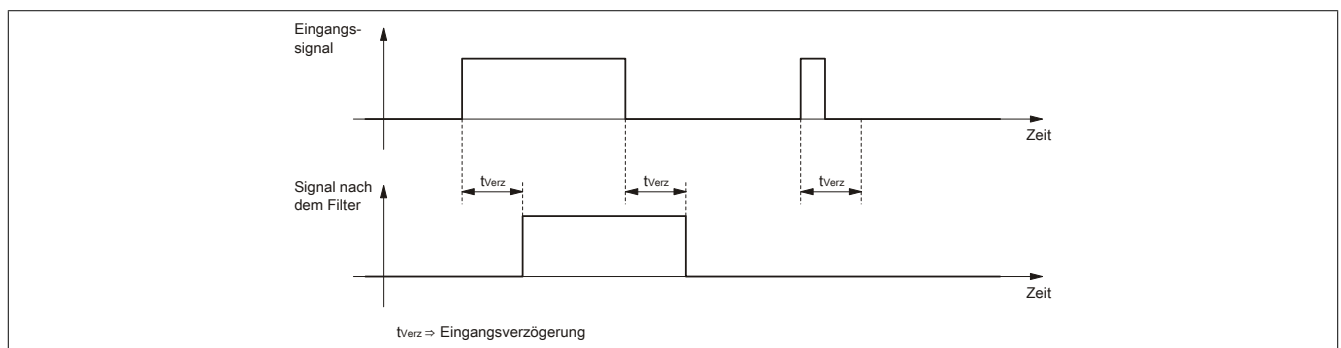 Eingangs-
signal
Zeit
tVerz
tVerz
tVerz
Signal nach
dem Filter
Zeit
tVerz ⇒ Eingangsverzögerung